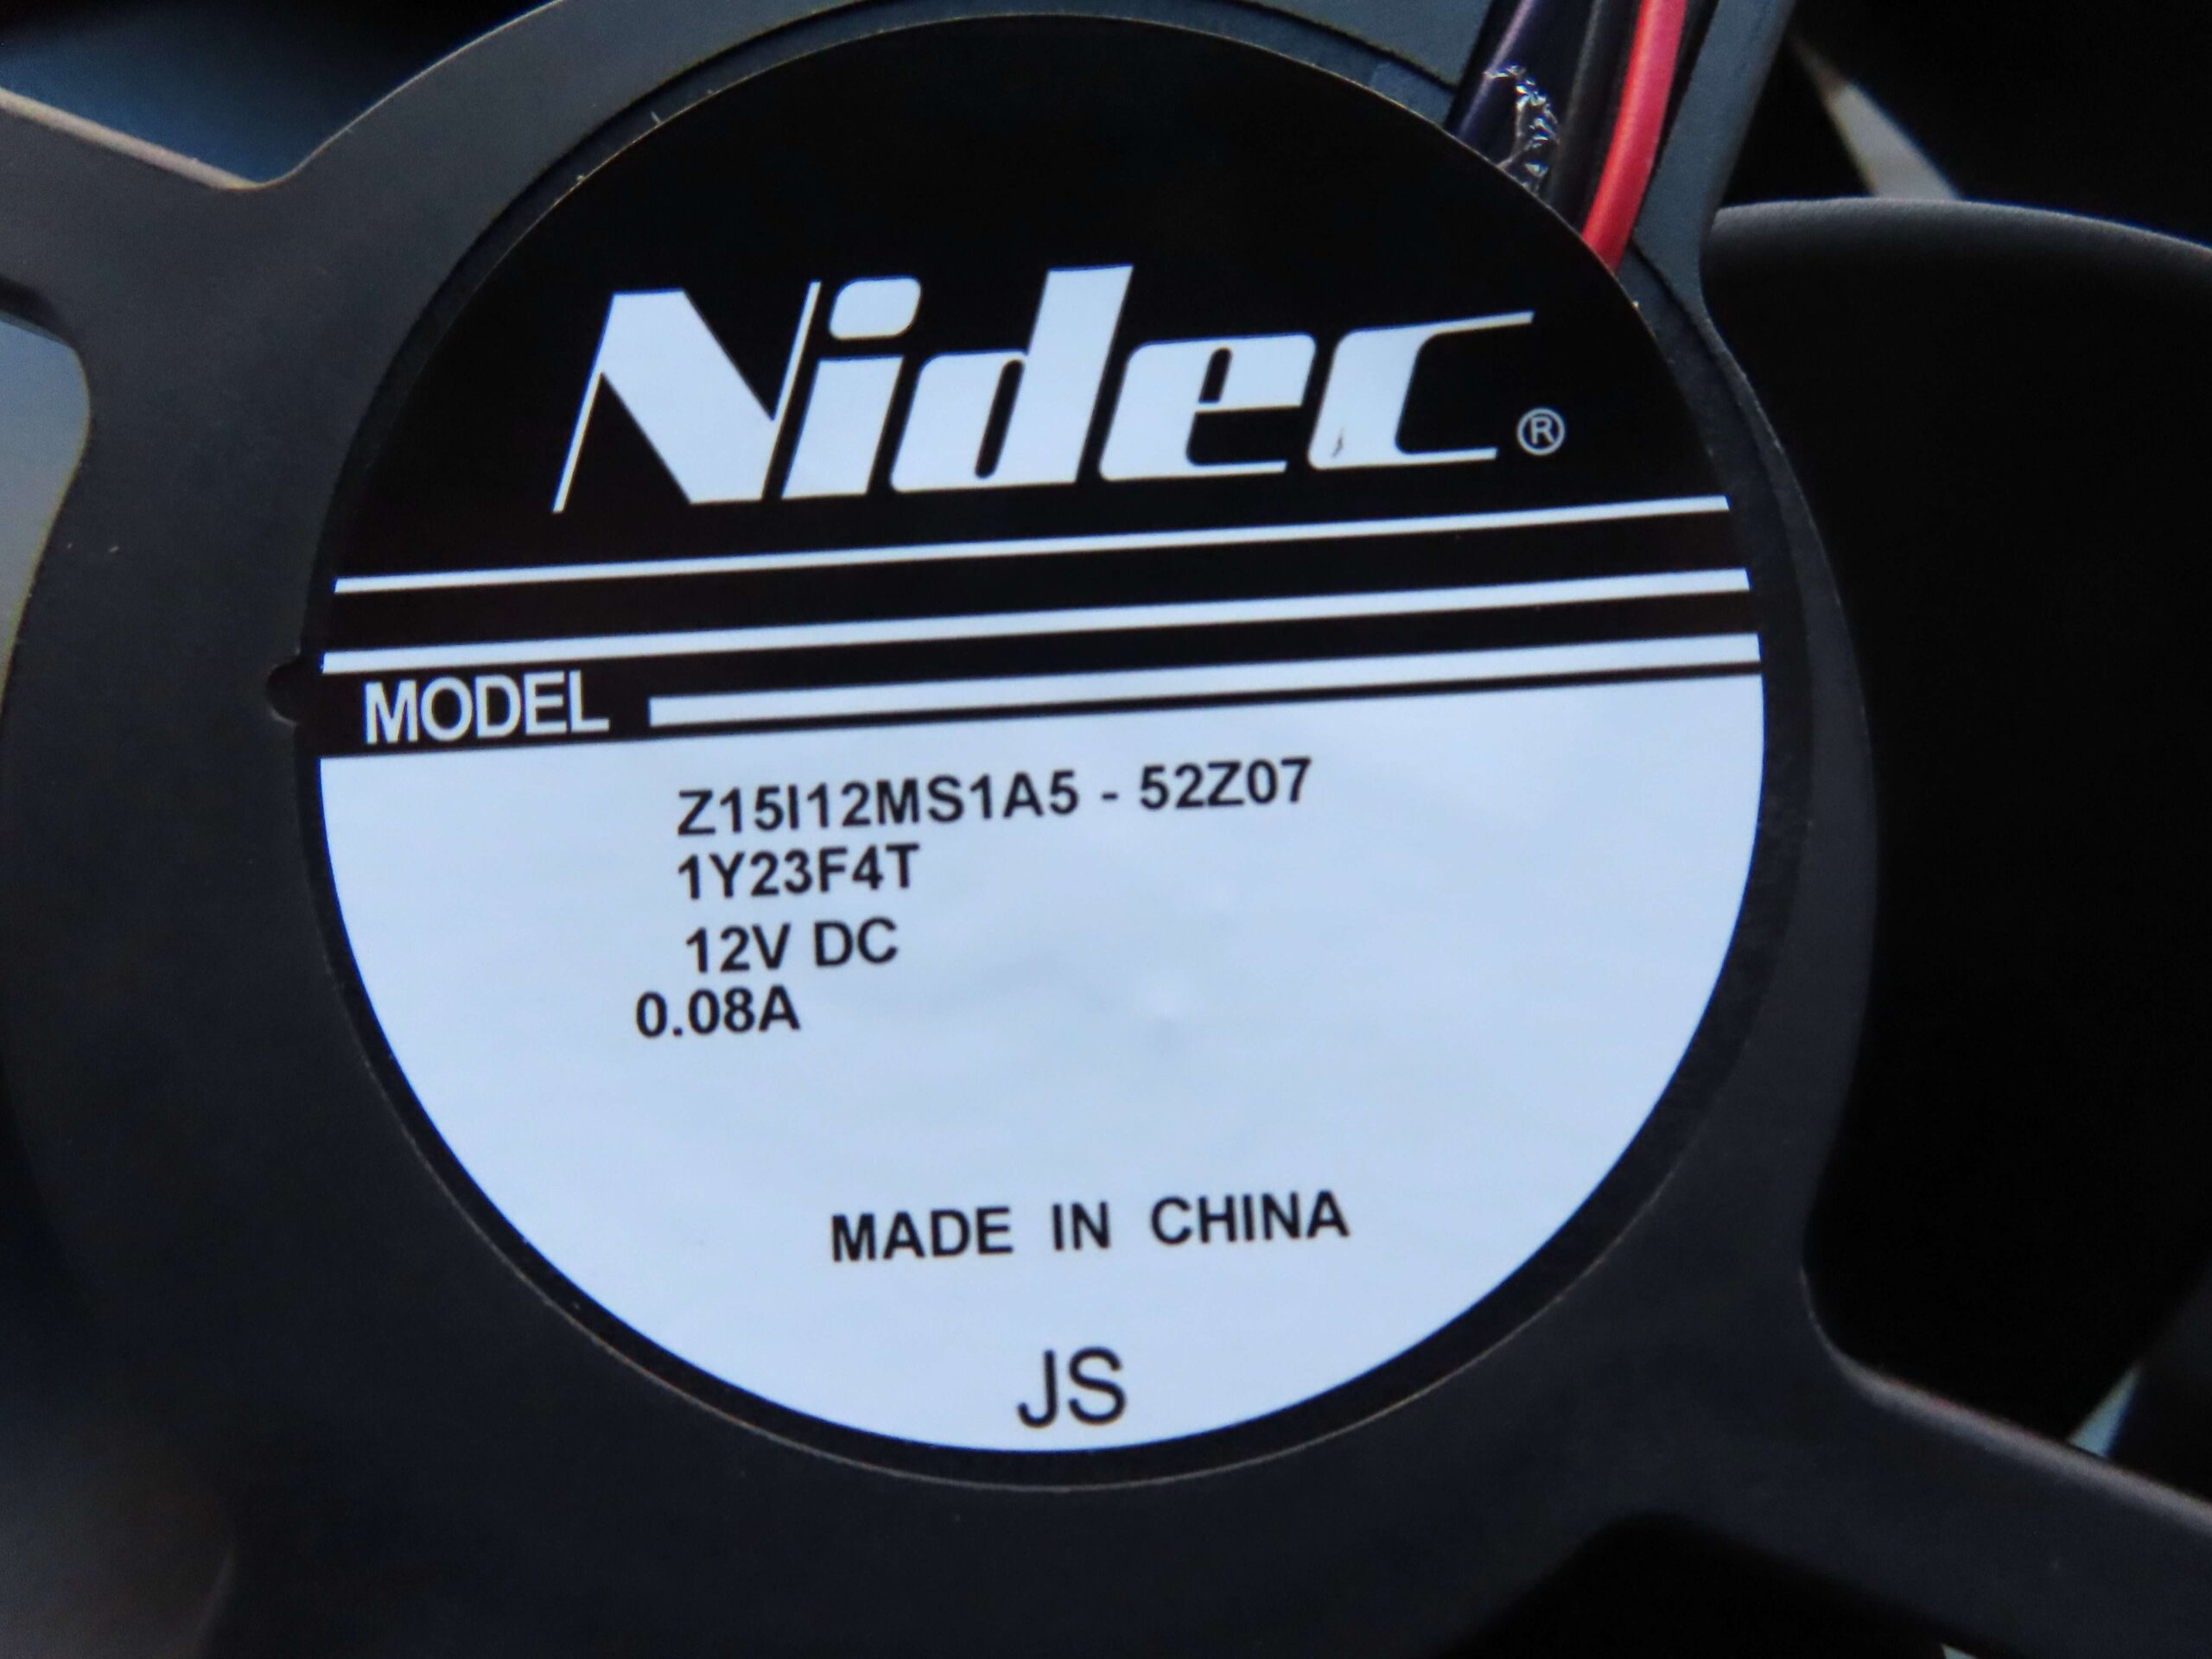 Nidec®
MODEL
Z15I12MS1A5 - 52Z07
1Y23F4T
12V DC
0.08A
MADE IN CHINA
JS